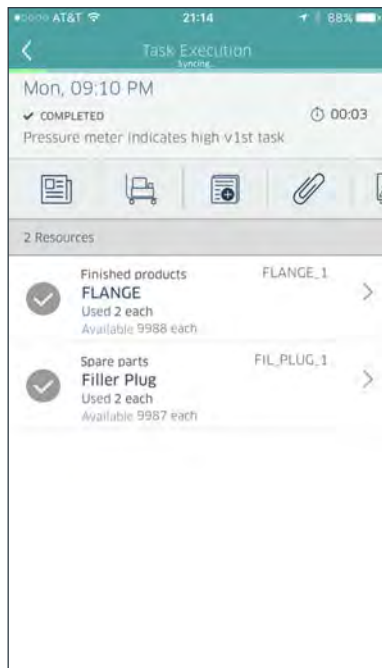 AT&T 21:14 88%
Task Execution
Syncing..
Mon, 09:10 PM
COMPLETED 00:03
Pressure meter indicates high v1st task
2 Resources
Finished products FLANGE_1
FLANGE
Used 2 each
Available 9988 each
Spare parts FIL_PLUG_1
Filler Plug
Used 2 each
Available 9987 each